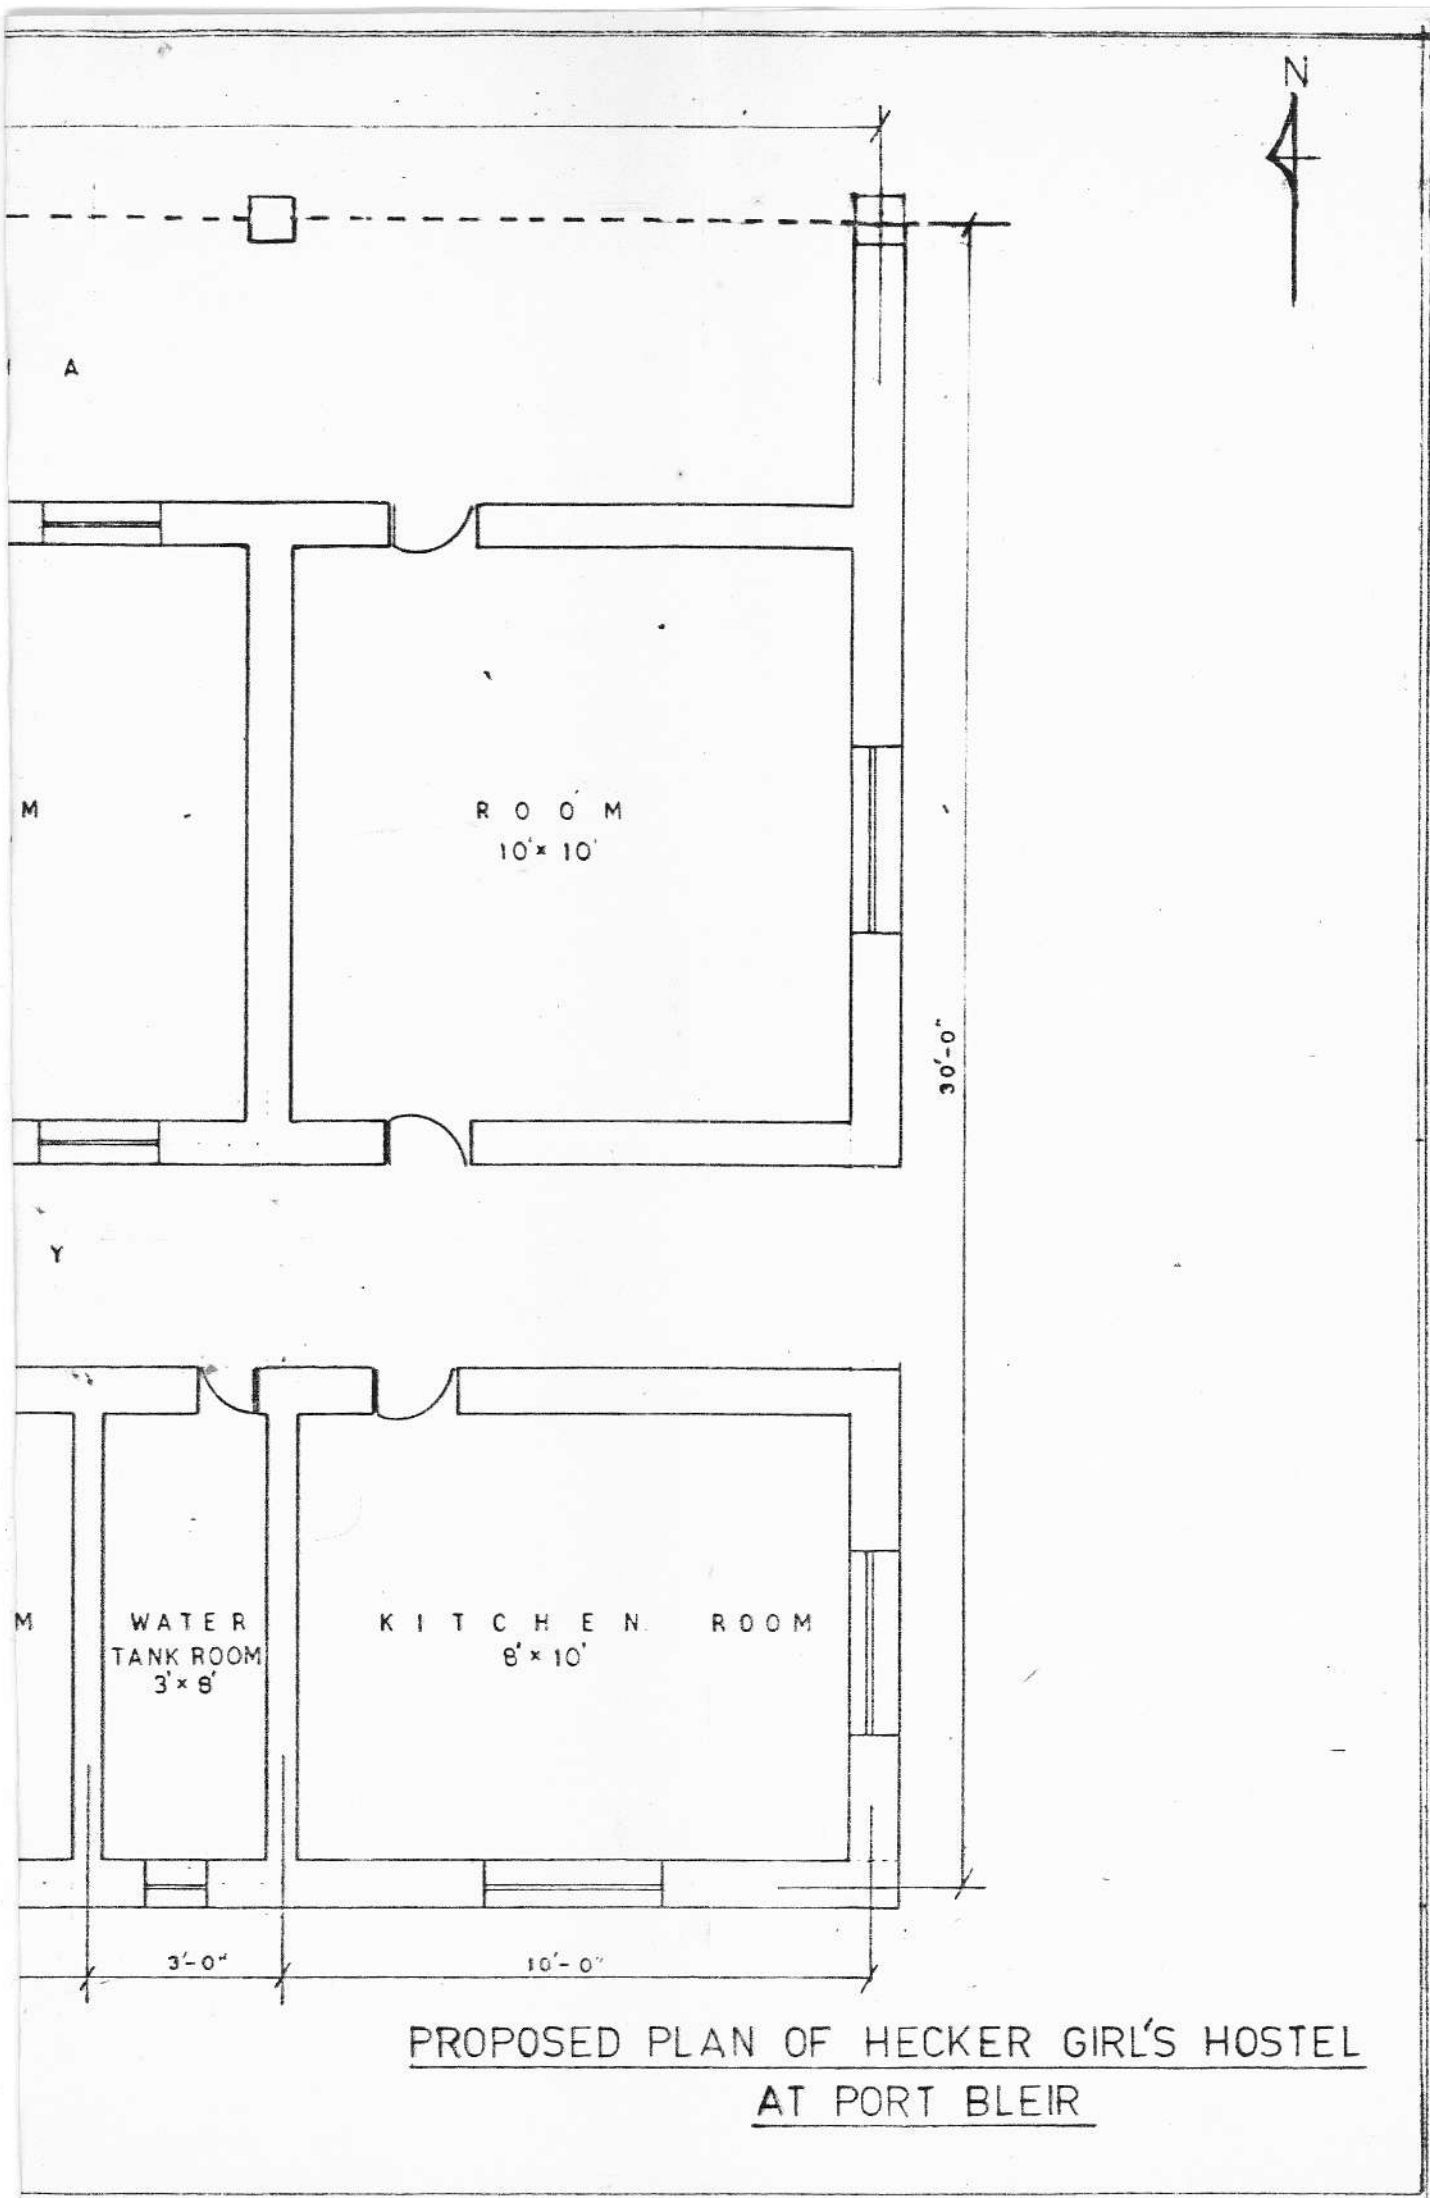 N
A
M
R O O M
10' x 10'
30'-0"
Y
M
WATER
TANK ROOM
3' x 8'
K I T C H E N ROOM
8' x 10'
3'-0"
10'-0"
PROPOSED PLAN OF HECKER GIRL'S HOSTEL
AT PORT BLEIR